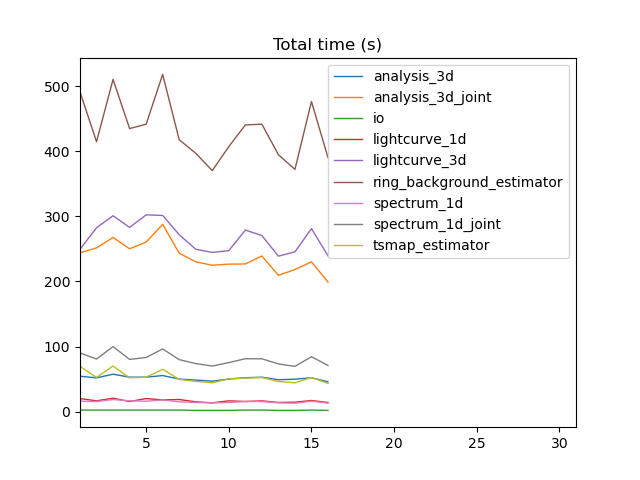 Total time (s)
500
400
300
200
100
0
5
10
15
20
25
30
analysis_3d
analysis_3d_joint
io
lightcurve_1d
lightcurve_3d
ring_background_estimator
spectrum_1d
spectrum_1d_joint
tsmap_estimator